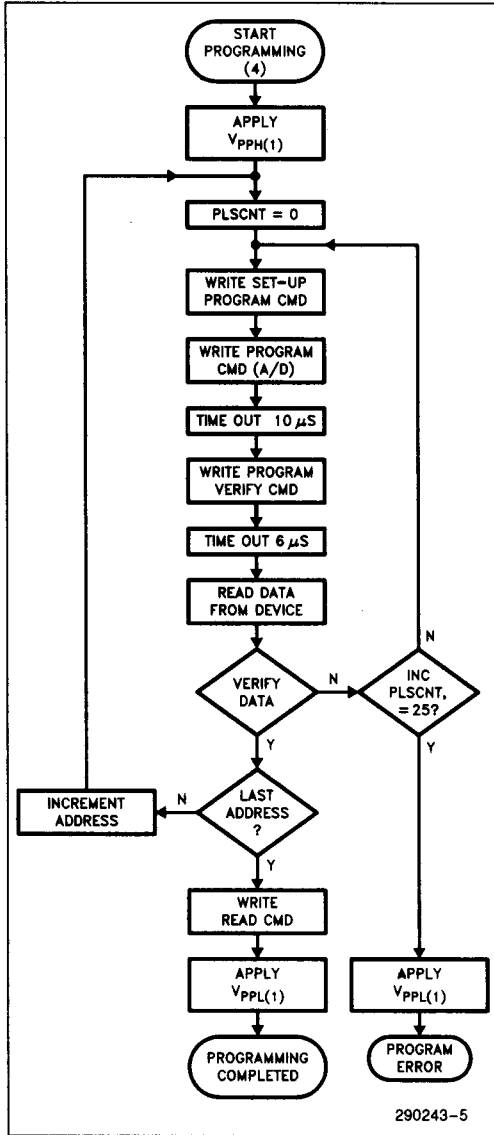 START
PROGRAMMING
(4)
APPLY
VPPH(1)
PLSCNT = 0
WRITE SET-UP
PROGRAM CMD
WRITE PROGRAM
CMD (A/D)
TIME OUT 10 μS
WRITE PROGRAM
VERIFY CMD
TIME OUT 6 μS
READ DATA
FROM DEVICE
VERIFY
DATA
N
INC
PLSCNT,
=25?
N
Y
Y
LAST
ADDRESS
?
N
INCREMENT
ADDRESS
Y
WRITE
READ CMD
APPLY
VPPL(1)
PROGRAMMING
COMPLETED
APPLY
VPPL(1)
PROGRAM
ERROR
290243-5